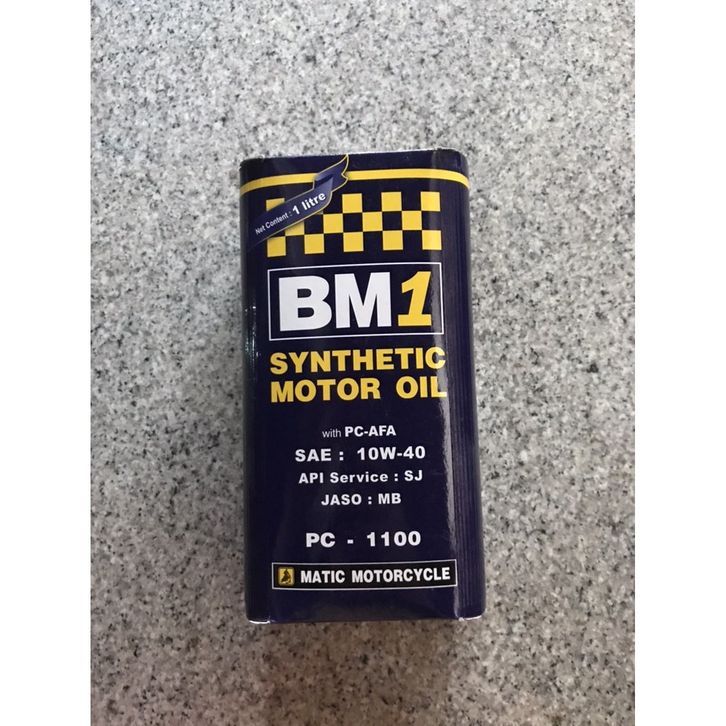 Net Content : 1 litre
BM1
SYNTHETIC
MOTOR OIL
with PC-AFA
SAE : 10W-40
API Service : SJ
JASO : MB
PC - 1100
MATIC MOTORCYCLE